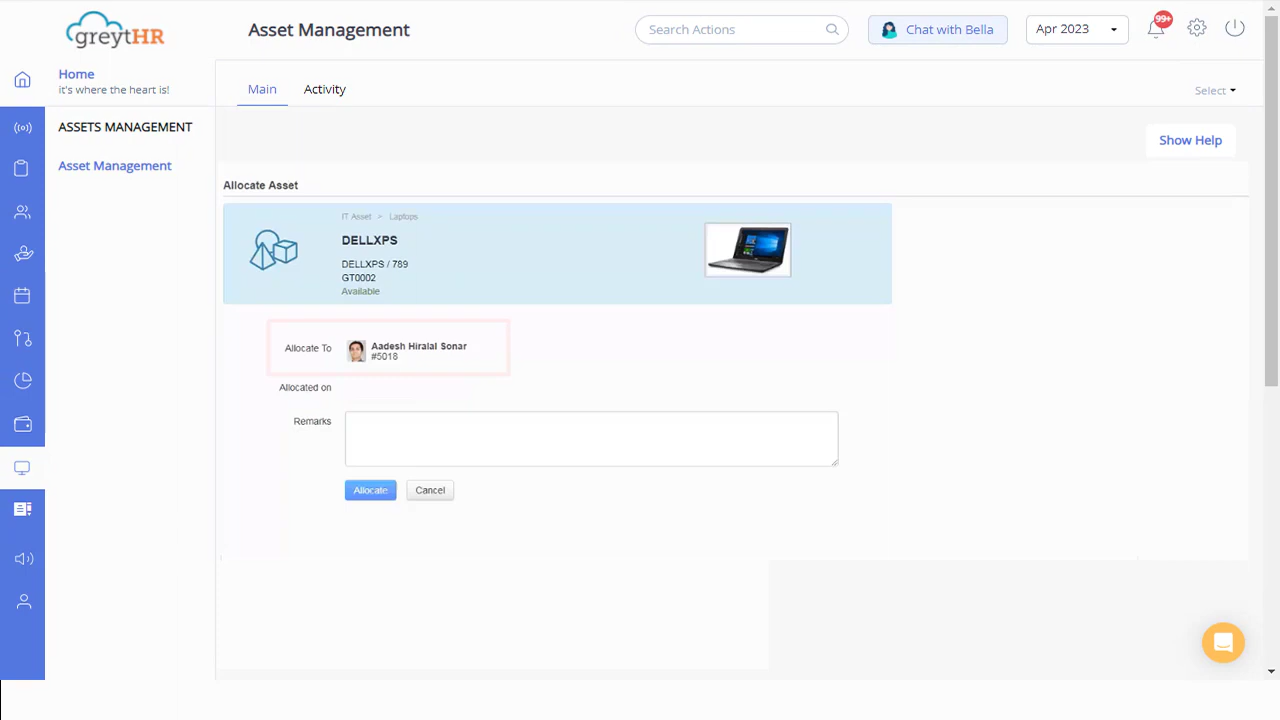 greytHR
Asset Management
Search Actions
Chat with Bella
Apr 2023
99+
Home
it's where the heart is!
Main
Activity
Select
ASSETS MANAGEMENT
Asset Management
Show Help
Allocate Asset
IT Asset > Laptops
DELLXPS
DELLXPS / 789
GT0002
Available
Allocate To
Aadesh Hiralal Sonar
#5018
Allocated on
Remarks
Allocate
Cancel